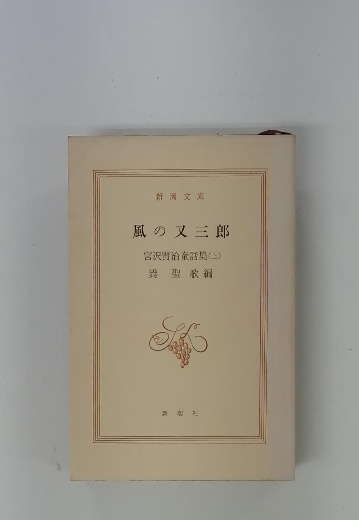 新潮文庫
風の又三郎
宮沢賢治童話集(二)
巽聖歌編
新潮社